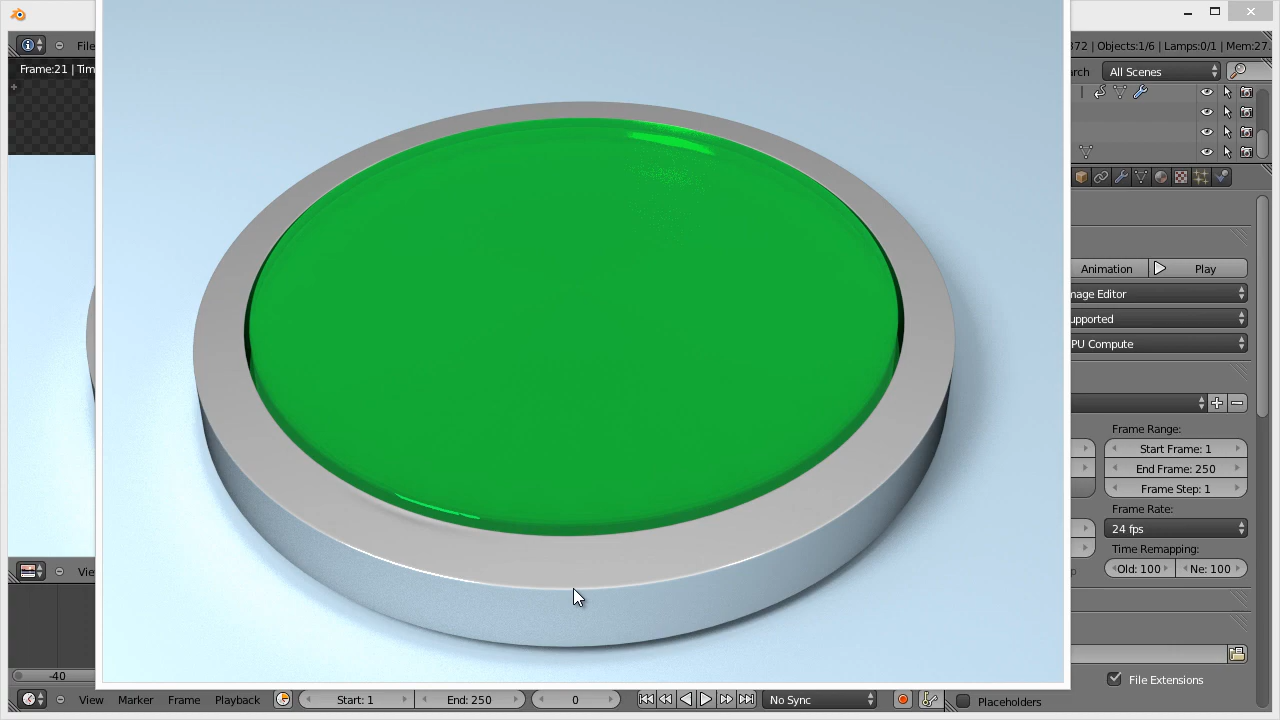 File
372 | Objects:1/6 | Lamps:0/1 | Mem:27.
Frame:21 | Tim
arch
All Scenes
Animation
Play
mage Editor
upported
PU Compute
Frame Range:
Start Frame: 1
End Frame: 250
Frame Step: 1
Frame Rate:
24 fps
Time Remapping:
Old: 100
Ne: 100
Vie
-40
File Extensions
View
Marker
Frame
Playback
Start: 1
End: 250
0
No Sync
Placeholders